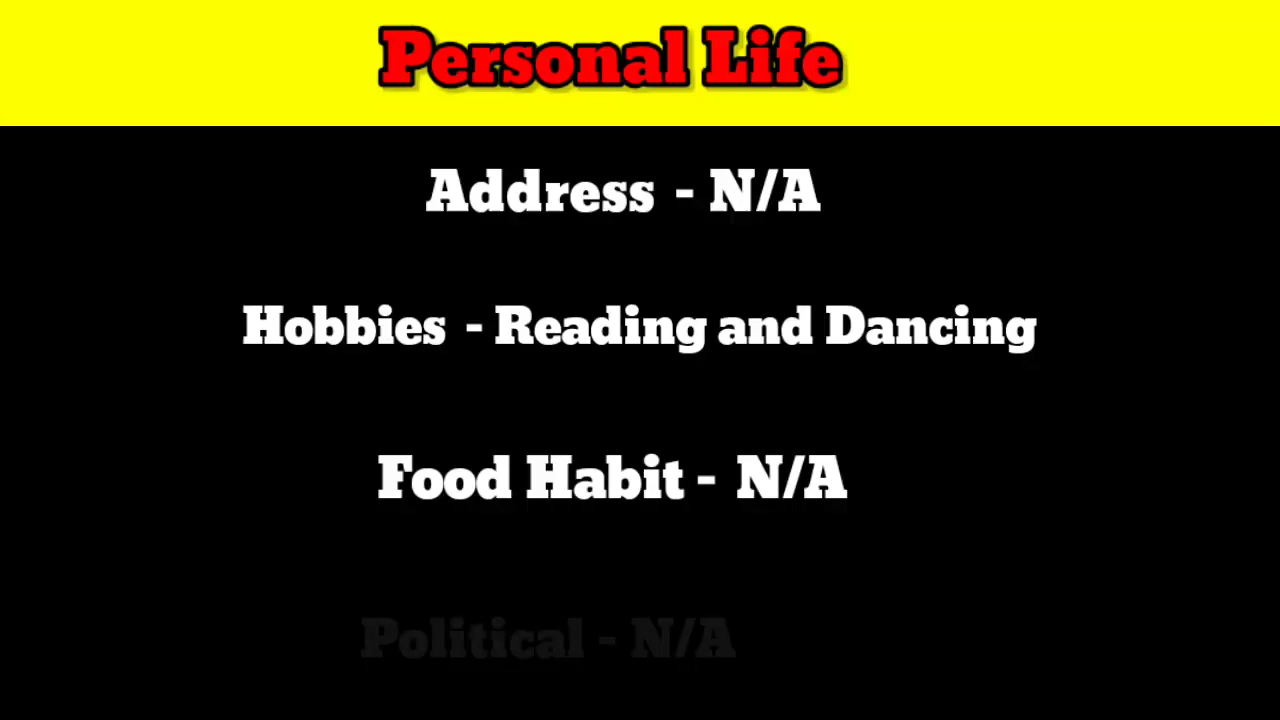 Personal Life
Address - N/A
Hobbies - Reading and Dancing
Food Habit - N/A
Political - N/A